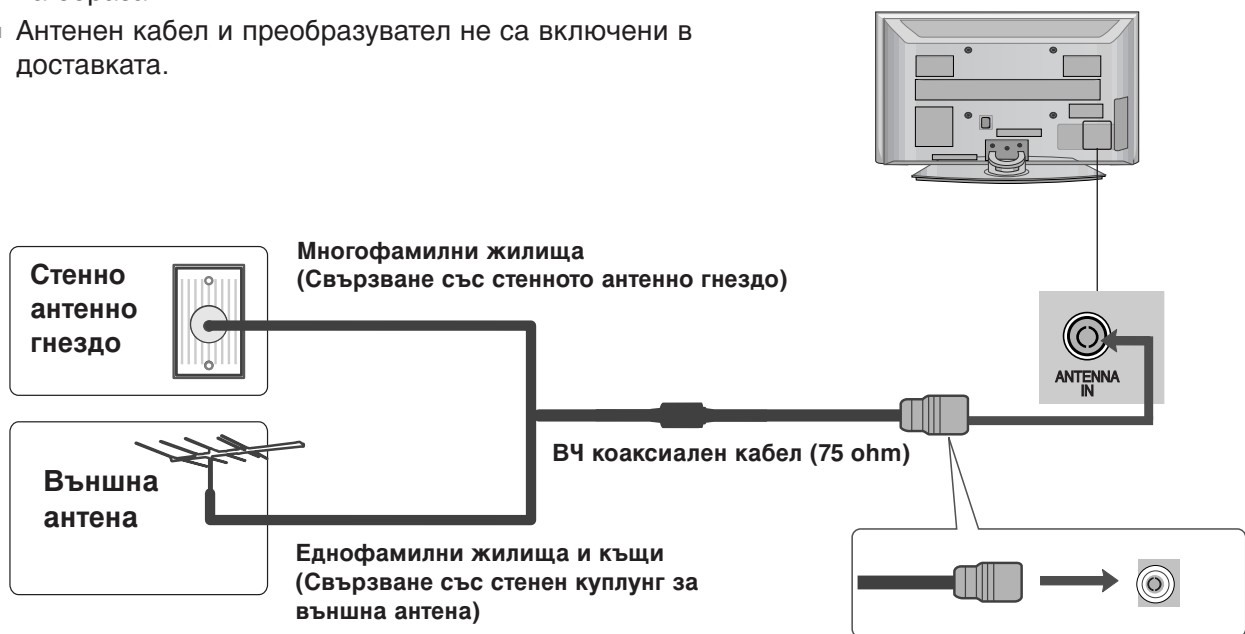 Антенен кабел и преобразувател не са включени в
доставката.
Многофамилни жилища
(Свързване със стенното антенно гнездо)
Стенно
антенно
гнездо
ANTENNA
IN
ВЧ коаксиален кабел (75 ohm)
Външна
антена
Еднофамилни жилища и къщи
(Свързване със стенен куплунг за
външна антена)